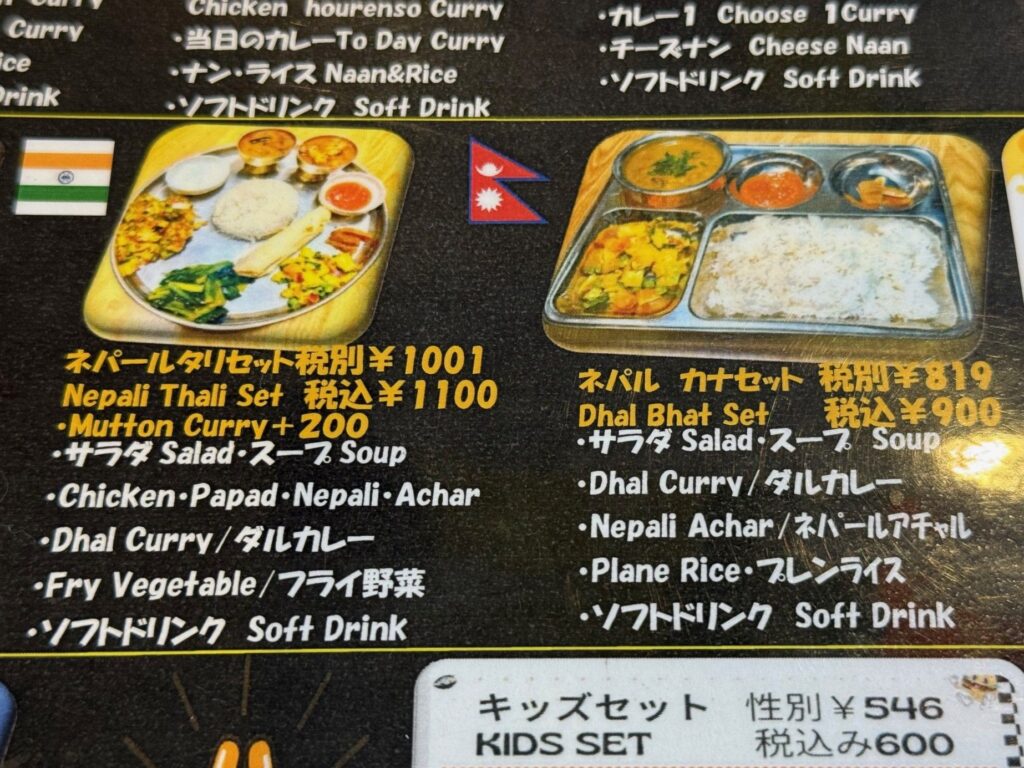 Curry
Rice
Drink
Chicken hourenso Curry
・当日のカレーTo Day Curry
・ナン・ライス Naan&Rice
・ソフトドリンク Soft Drink
・カレー1 Choose 1Curry
・チーズナン Cheese Naan
・ソフトドリンク Soft Drink
ネパールタリセット税別￥1001
Nepali Thali Set 税込￥1100
・Mutton Curry＋200
・サラダ Salad・スープ Soup
・Chicken・Papad・Nepali・Achar
・Dhal Curry/ダルカレー
・Fry Vegetable/フライ野菜
・ソフトドリンク Soft Drink
ネパル カナセット 税別￥819
Dhal Bhat Set 税込￥900
・サラダ Salad・スープ Soup
・Dhal Curry/ダルカレー
・Nepali Achar/ネパールアチャル
・Plane Rice・プレンライス
・ソフトドリンク Soft Drink
キッズセット 性別￥546
KIDS SET 税込み600